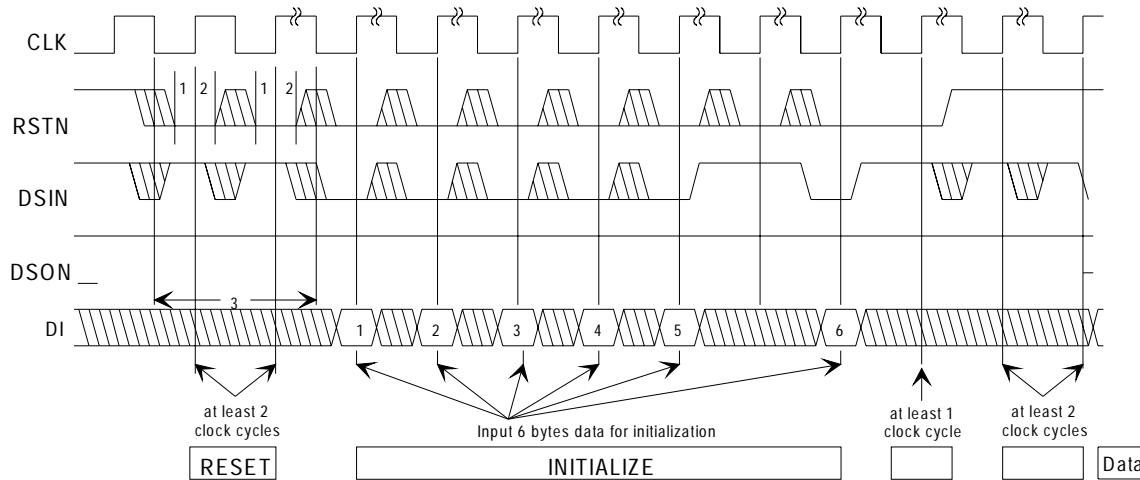 CLK
1 2 1 2
RSTN
DSIN
DSON
3
DI
1 2 3 4 5 6
at least 2
clock cycles
Input 6 bytes data for initialization
at least 1
clock cycle
at least 2
clock cycles
RESET
INITIALIZE
Data